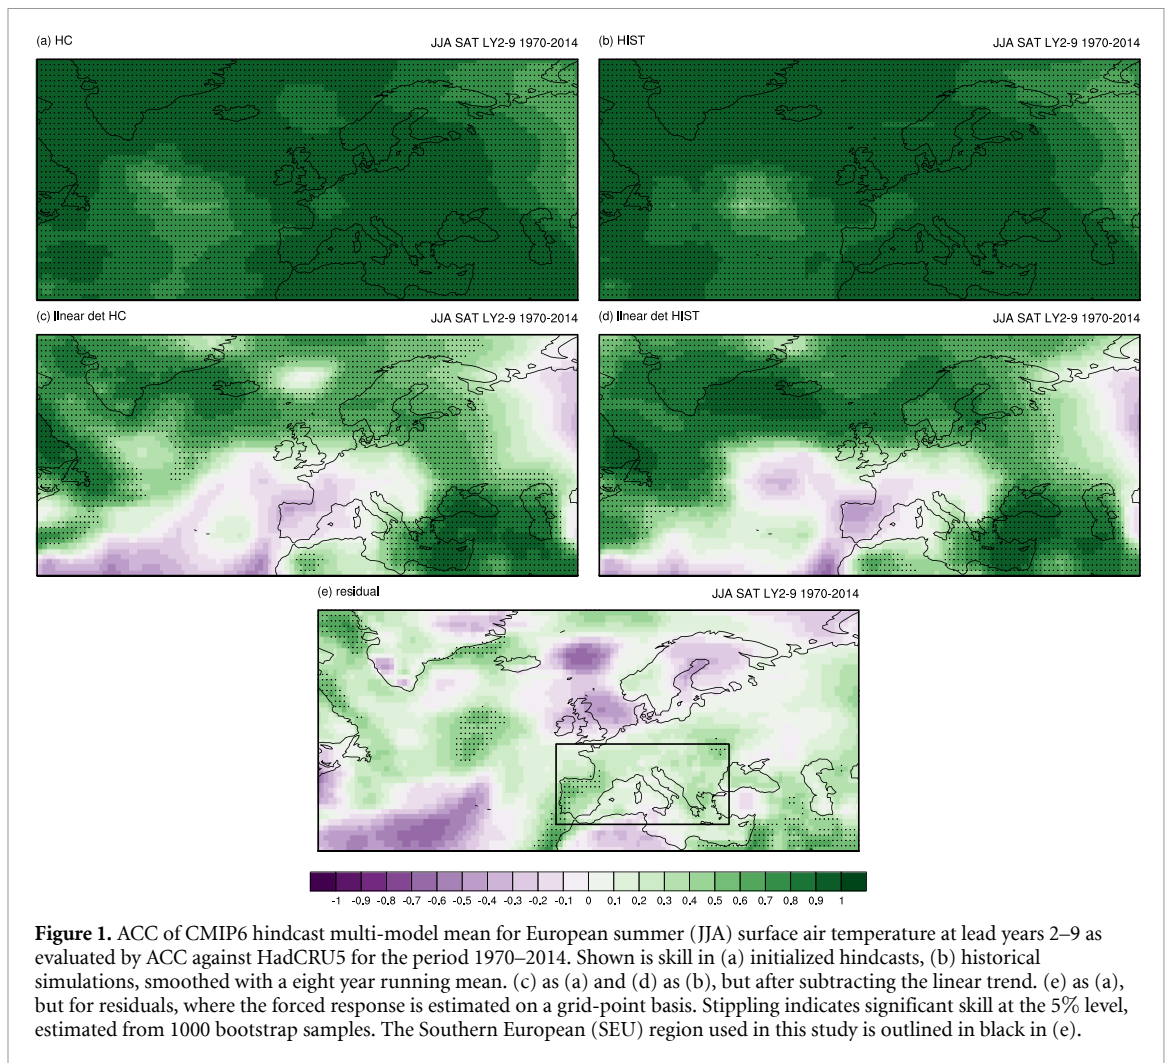 (a) HC
JJA SAT LY2-9 1970-2014
(b) HIST
JJA SAT LY2-9 1970-2014
(c) linear det HC
JJA SAT LY2-9 1970-2014
(d) linear det HIST
JJA SAT LY2-9 1970-2014
(e) residual
JJA SAT LY2-9 1970-2014
-1 -0.9 -0.8 -0.7 -0.6 -0.5 -0.4 -0.3 -0.2 -0.1 0 0.1 0.2 0.3 0.4 0.5 0.6 0.7 0.8 0.9 1
Figure 1. ACC of CMIP6 hindcast multi-model mean for European summer (JJA) surface air temperature at lead years 2–9 as
evaluated by ACC against HadCRU5 for the period 1970–2014. Shown is skill in (a) initialized hindcasts, (b) historical
simulations, smoothed with a eight year running mean. (c) as (a) and (d) as (b), but after subtracting the linear trend. (e) as (a),
but for residuals, where the forced response is estimated on a grid-point basis. Stippling indicates significant skill at the 5% level,
estimated from 1000 bootstrap samples. The Southern European (SEU) region used in this study is outlined in black in (e).